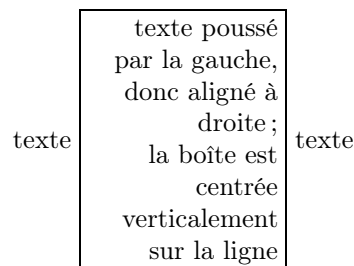 texte poussé
par la gauche,
donc aligné à
droite ;
texte
texte
la boîte est
centrée
verticalement
sur la ligne